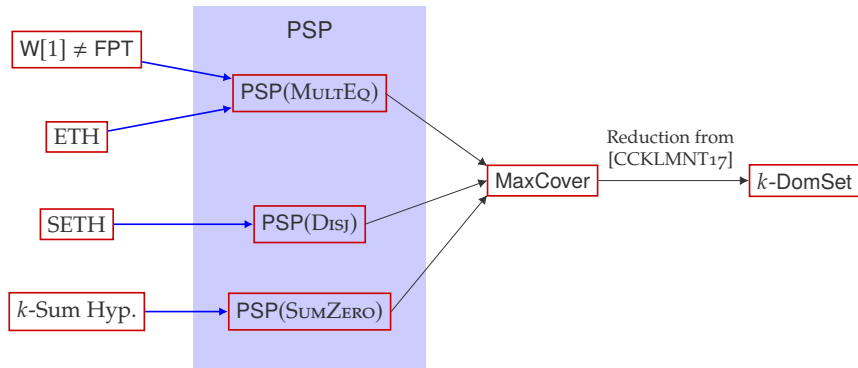 PSP
W[1] ≠ FPT
PSP(MULTEQ)
ETH
Reduction from
[CCKLMNT17]
MaxCover
k-DomSet
SETH
PSP(DISJ)
k-Sum Hyp.
PSP(SUMZERO)